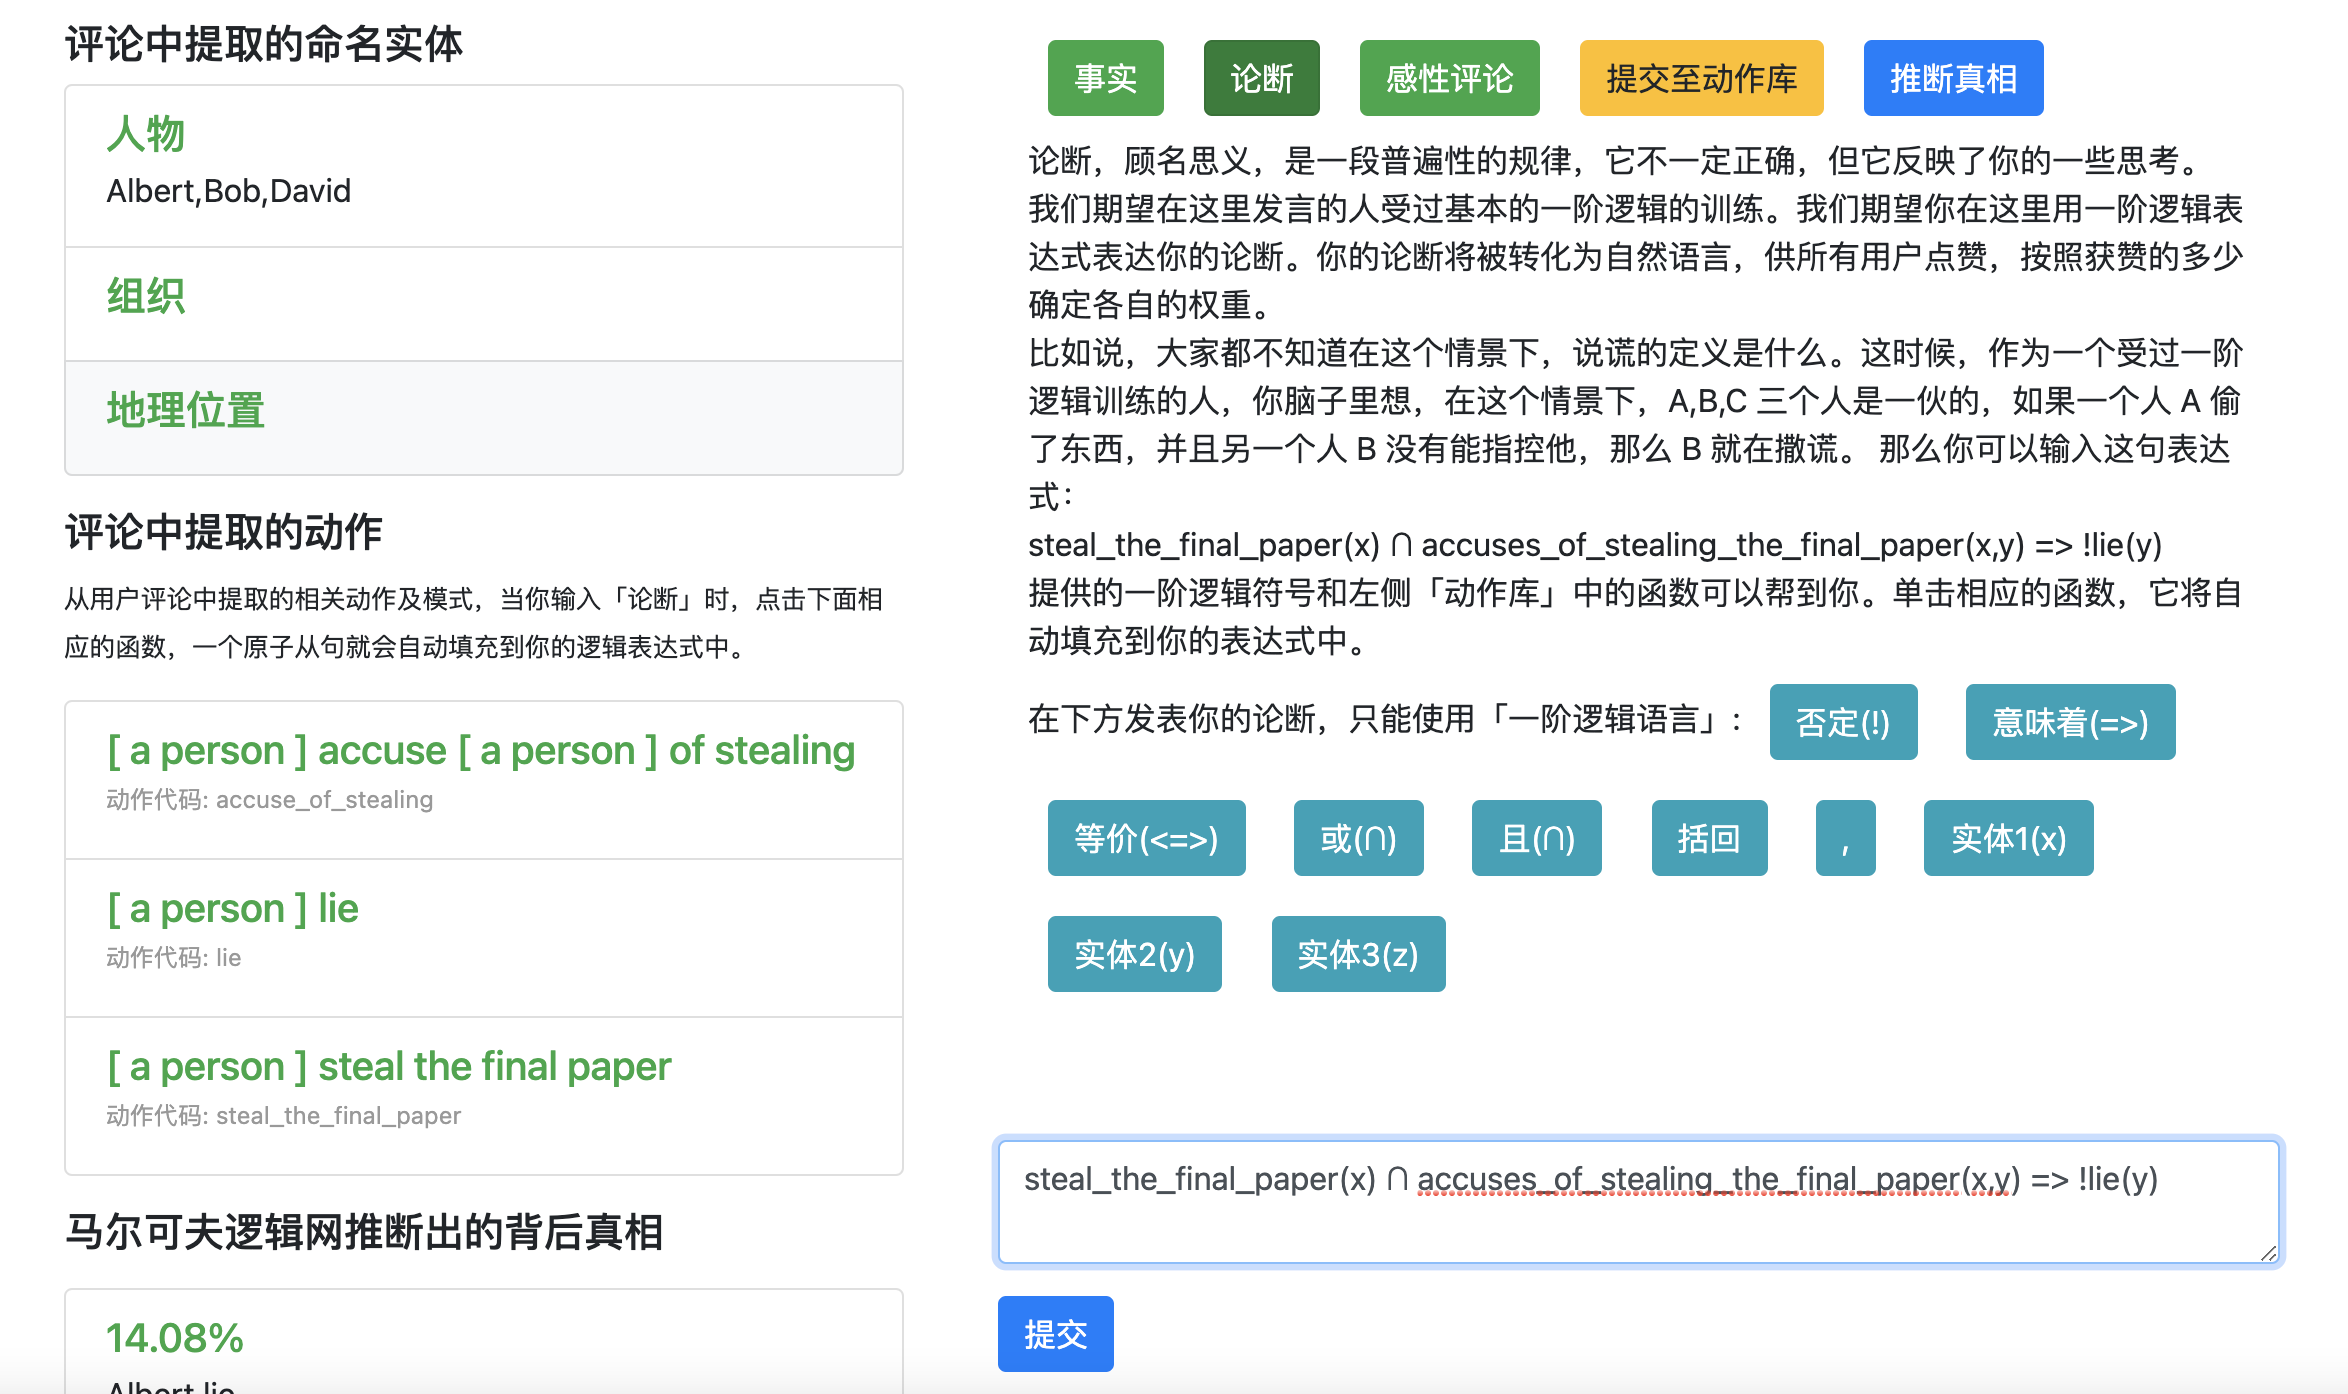 评论中提取的命名实体
人物
Albert,Bob,David
组织
地理位置
评论中提取的动作
从用户评论中提取的相关动作及模式，当你输入「论断」时，点击下面相
应的函数，一个原子从句就会自动填充到你的逻辑表达式中。
[ a person ] accuse [ a person ] of stealing
动作代码: accuse_of_stealing
[ a person ] lie
动作代码: lie
[ a person ] steal the final paper
动作代码: steal_the_final_paper
马尔可夫逻辑网推断出的背后真相
14.08%
Albert lie
事实 论断 感性评论 提交至动作库 推断真相
论断，顾名思义，是一段普遍性的规律，它不一定正确，但它反映了你的一些思考。
我们期望在这里发言的人受过基本的一阶逻辑的训练。我们期望你在这里用一阶逻辑表
达式表达你的论断。你的论断将被转化为自然语言，供所有用户点赞，按照获赞的多少
确定各自的权重。
比如说，大家都不知道在这个情景下，说谎的定义是什么。这时候，作为一个受过一阶
逻辑训练的人，你脑子里想，在这个情景下，A,B,C 三个人是一伙的，如果一个人 A 偷
了东西，并且另一个人 B 没有能指控他，那么 B 就在撒谎。 那么你可以输入这句表达
式：
steal_the_final_paper(x) ∩ accuses_of_stealing_the_final_paper(x,y) => !lie(y)
提供的一阶逻辑符号和左侧「动作库」中的函数可以帮到你。单击相应的函数，它将自
动填充到你的表达式中。
在下方发表你的论断，只能使用「一阶逻辑语言」: 否定(!) 意味着(=>)
等价(<=>) 或(∩) 且(∩) 括回 , 实体1(x)
实体2(y) 实体3(z)
steal_the_final_paper(x) ∩ accuses_of_stealing_the_final_paper(x,y) => !lie(y)
提交